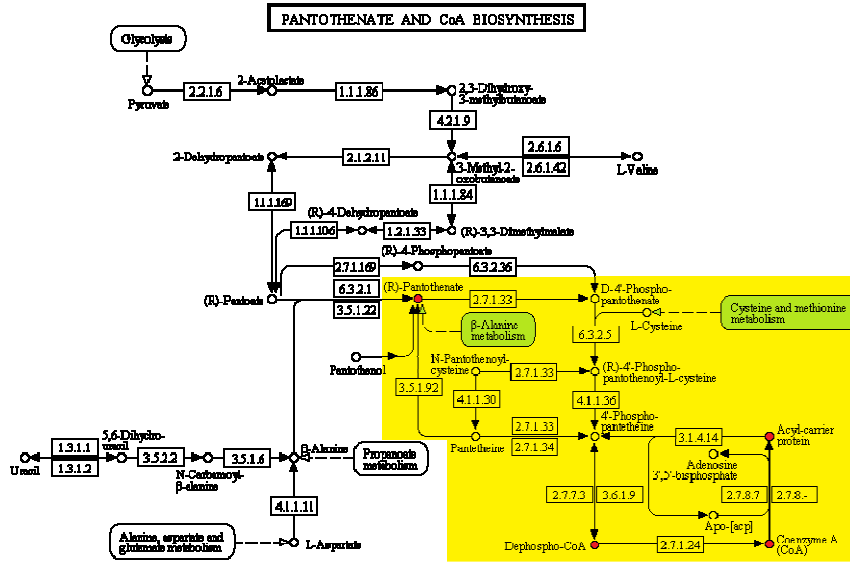 PANTOTHENATE AND CoA BIOSYNTHESIS
Glycolysis
Pyruvate
2.2.1.6
2-Acetolactate
1.1.1.86
2,3-Dihydroxy-
3-methylbutanoate
4.2.1.9
2-Dehydropantoate
2.1.2.11
3-Methyl-2-
oxobutanoate
2.6.1.6
2.6.1.42
L-Valine
1.1.1.169
1.1.1.84
(R)-4-Dehydropantoate
1.1.1.106
1.2.1.33
(R)-3,3-Dimethylmalate
(R)-4-Phosphopantoate
2.7.1.169
6.3.2.36
(R)-Pantoate
6.3.2.1
3.5.1.22
(R)-Pantothenate
2.7.1.33
D-4'-Phospho-
pantothenate
β-Alanine
metabolism
L-Cysteine
Cysteine and methionine
metabolism
6.3.2.5
Pantothenol
N-Pantothenoyl-
cysteine
2.7.1.33
(R)-4'-Phospho-
pantothenoyl-L-cysteine
3.5.1.92
4.1.1.30
4.1.1.36
4'-Phospho-
pantetheine
Pantetheine
2.7.1.33
2.7.1.34
3.1.4.14
Acyl-carrier
protein
Adenosine
3',5'-bisphosphate
Uracil
1.3.1.1
1.3.1.2
5,6-Dihydro-
uracil
3.5.2.2
N-Carbamoyl-
β-alanine
3.5.1.6
β-Alanine
Propanoate
metabolism
4.1.1.11
Alanine, aspartate and
glutamate metabolism
L-Aspartate
2.7.7.3
3.6.1.9
2.7.8.7
2.7.8.-
Apo-[acp]
Dephospho-CoA
2.7.1.24
Coenzyme A
(CoA)